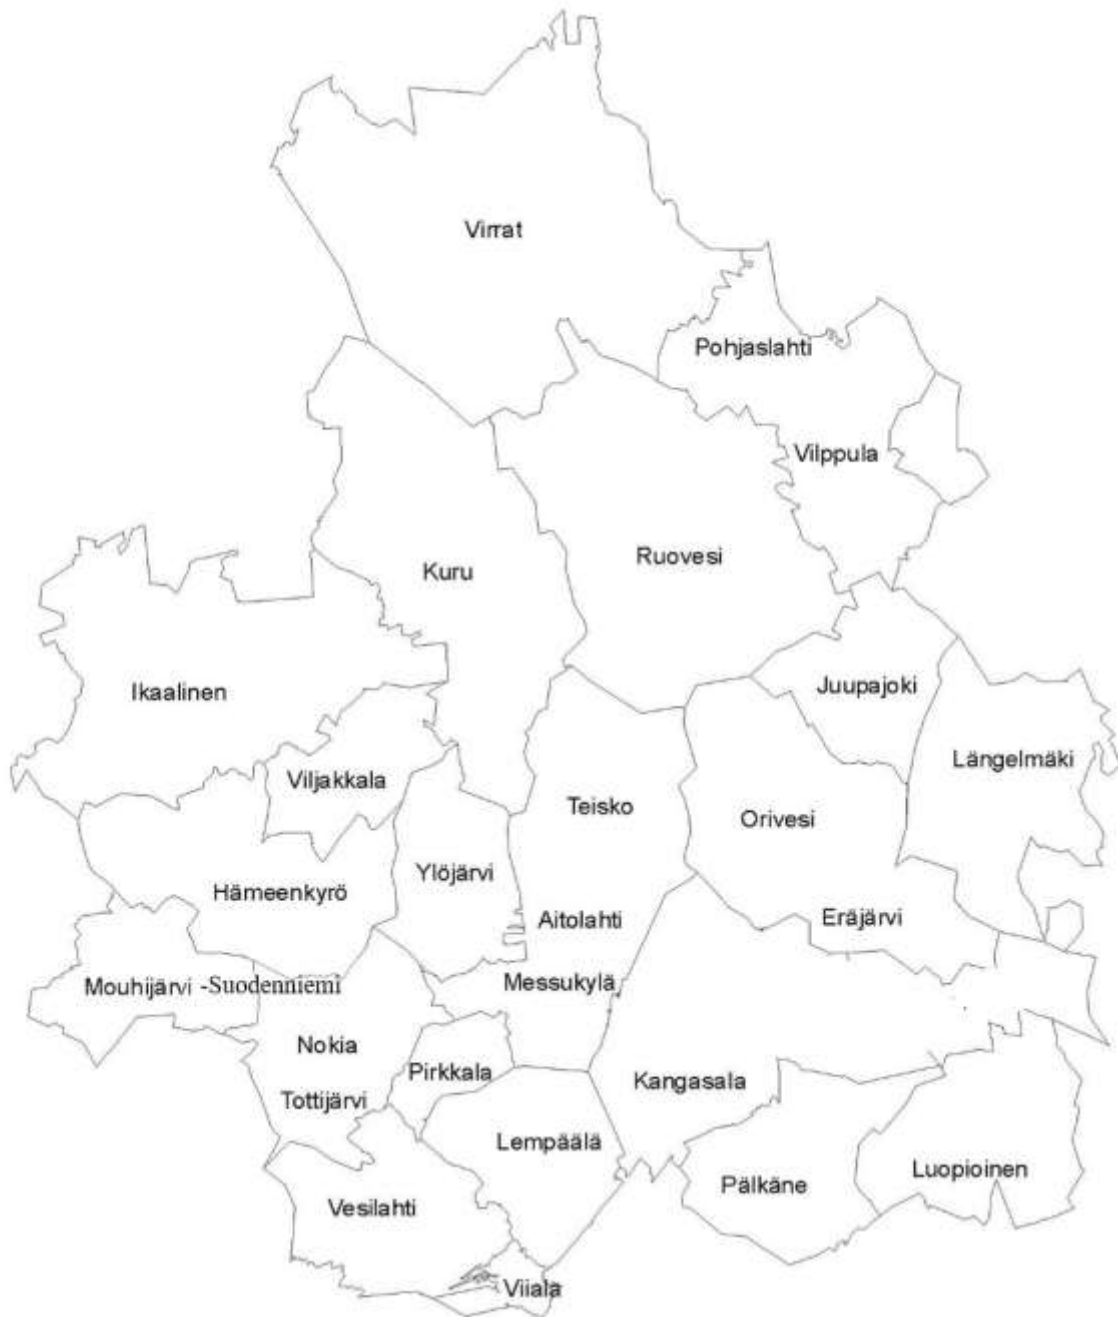 Virrat
Pohjaslahti
Vilppula
Ruovesi
Kuru
Juupajoki
Ikaalinen
Längelmäki
Viljakkala
Teisko
Orivesi
Ylöjärvi
Hämeenkyrö
Aitolahti
Eräjärvi
Messukylä
Mouhijärvi -Suodenniemi
Nokia
Pirkkala
Kangasala
Tottijärvi
Lempäälä
Luopioinen
Pälkäne
Vesilahti
Viiala